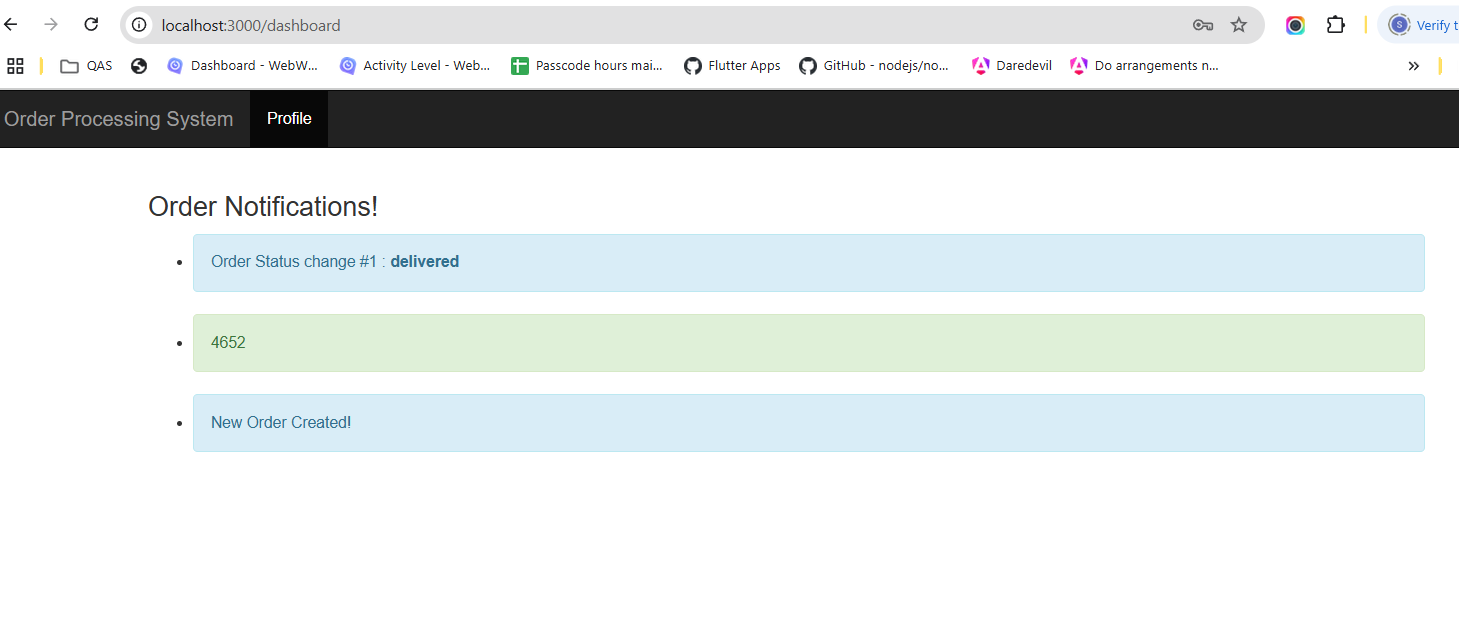 localhost:3000/dashboard
Verify t
QAS
Dashboard - WebW...
Activity Level - Web...
Passcode hours mai...
Flutter Apps
GitHub - nodejs/no...
Daredevil
Do arrangements n...
Order Processing System
Profile
Order Notifications!
Order Status change #1 : delivered
4652
New Order Created!